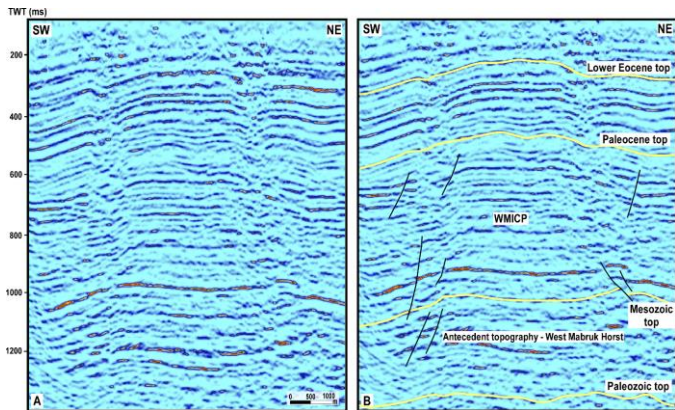 TWT (ms)
SW
NE
200
400
600
800
1000
1200
A
0 500 1000
m
SW
NE
Lower Eocene top
Paleocene top
WMICP
Mesozoic
top
Antecedent topography - West Mabruk Horst
Paleozoic top
B